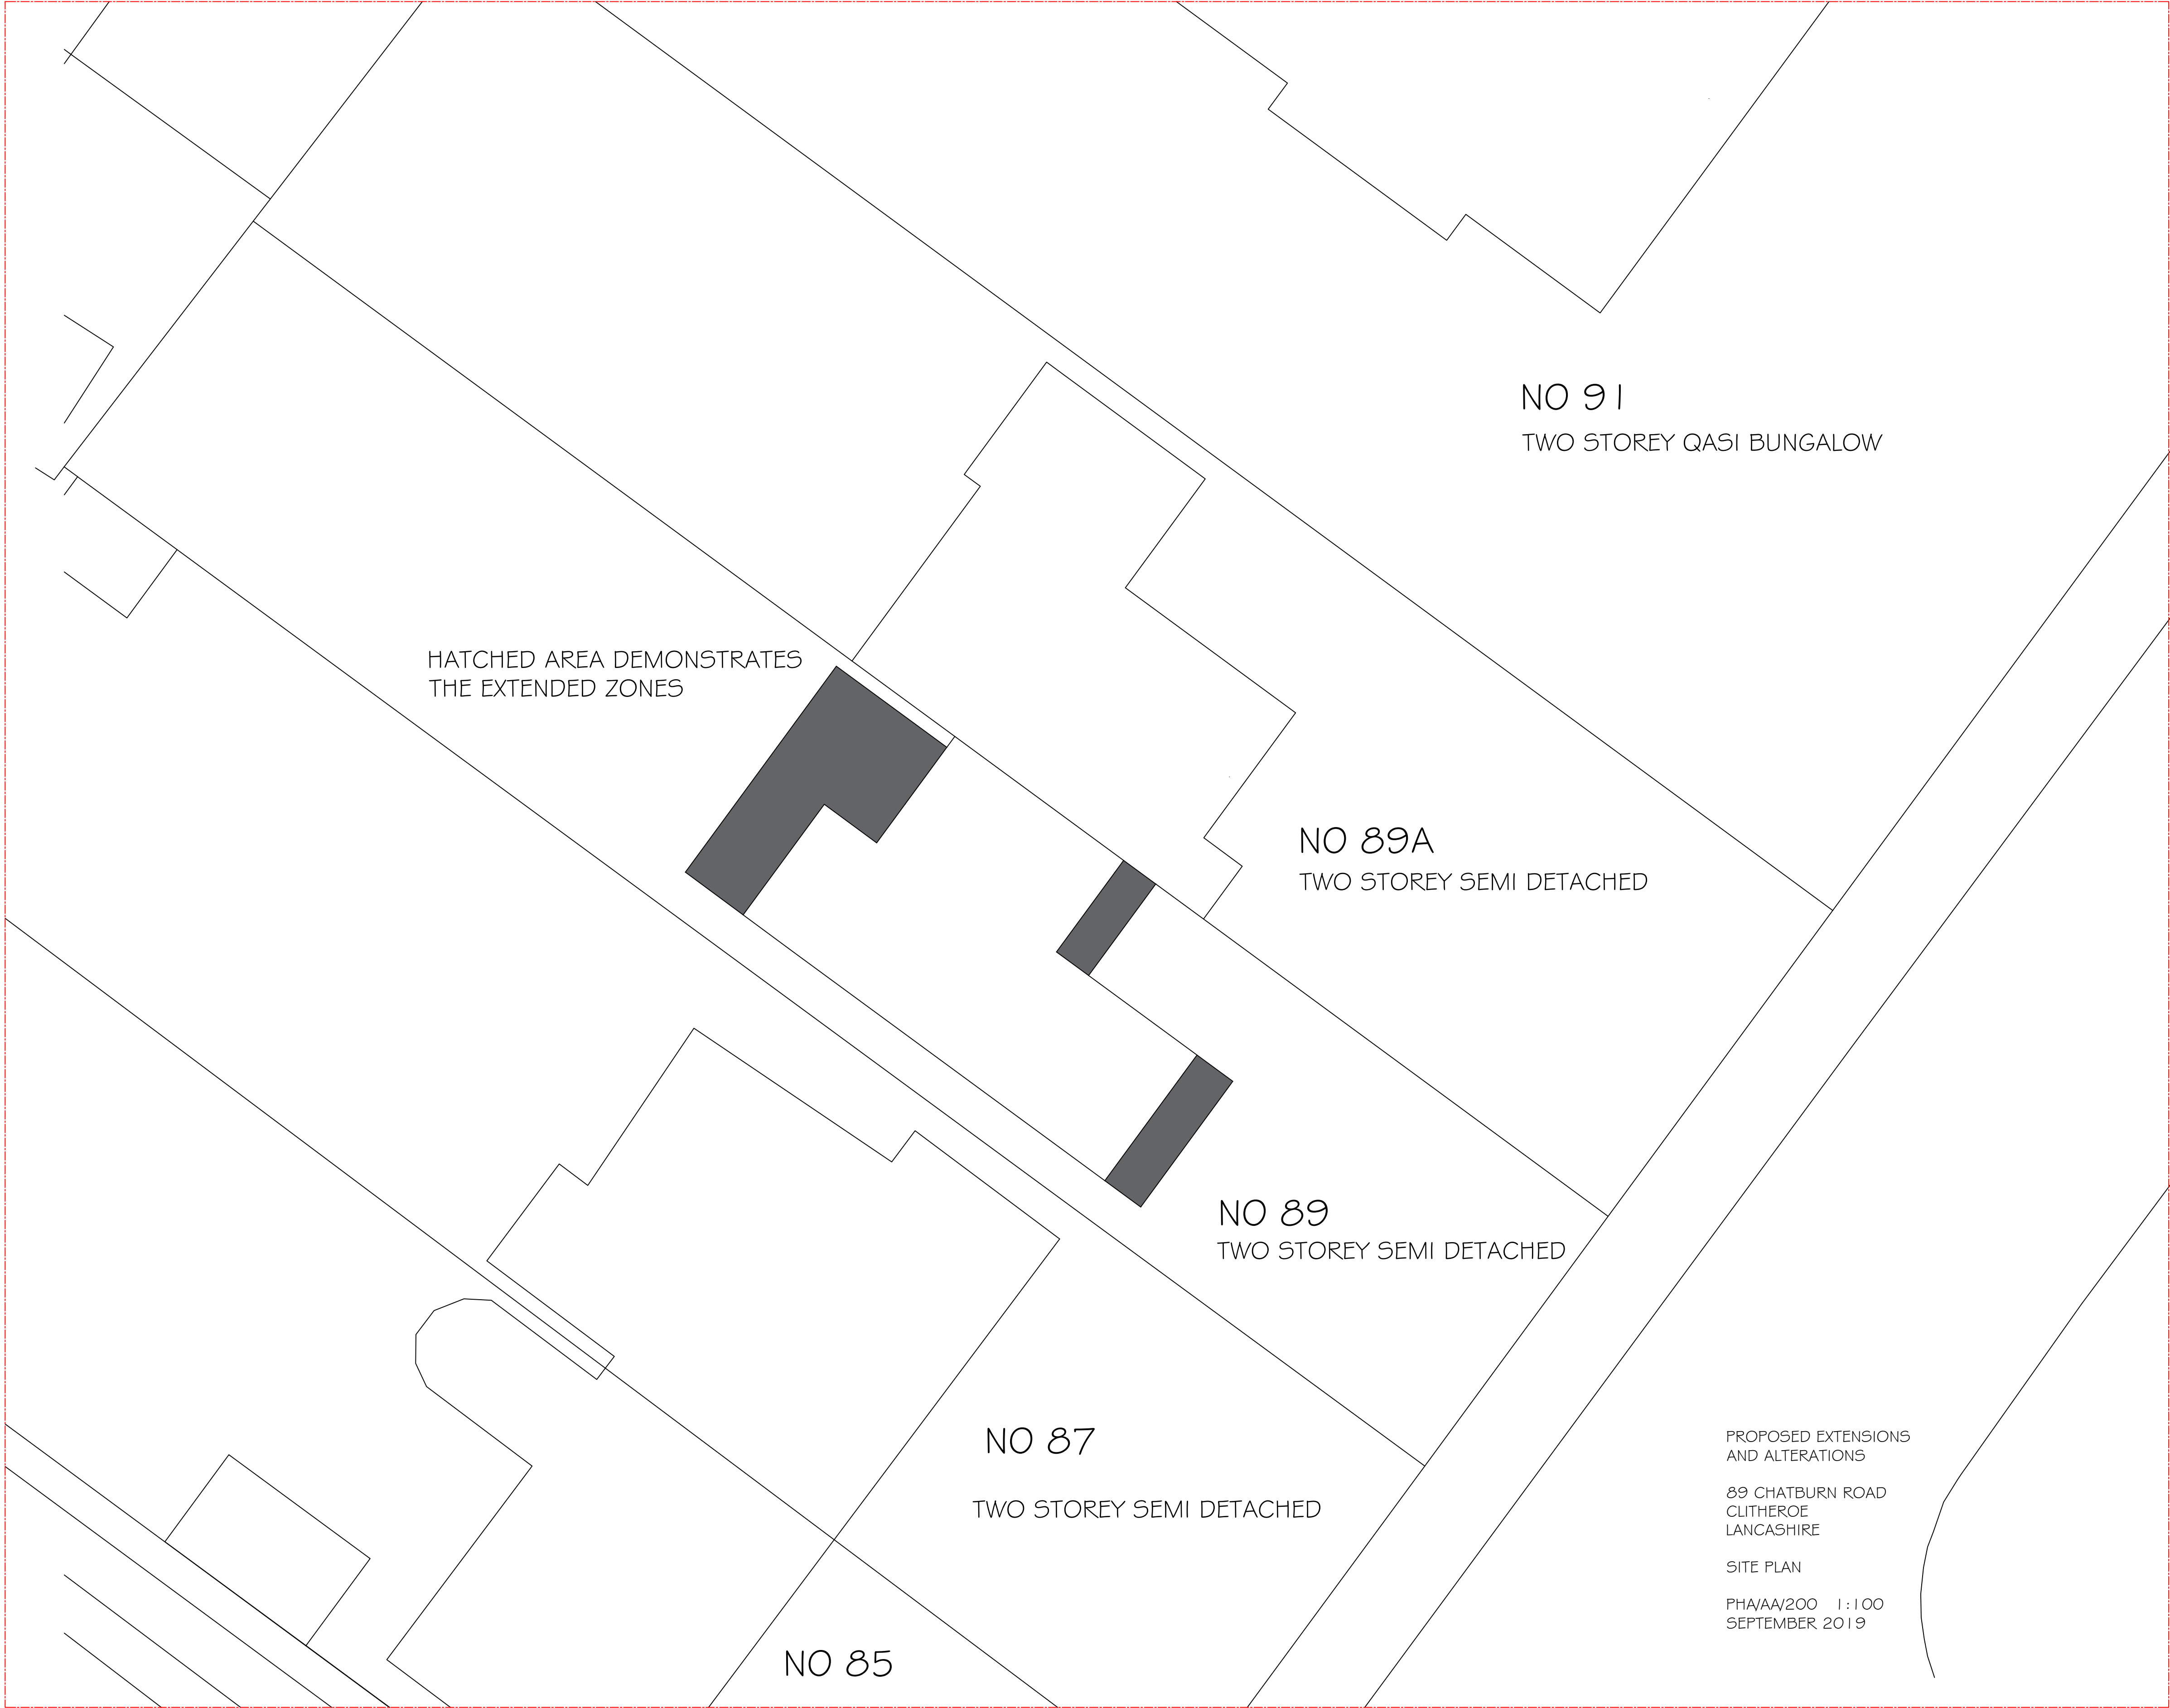 NO 91
TWO STOREY QASI BUNGALOW
HATCHED AREA DEMONSTRATES
THE EXTENDED ZONES
NO 89A
TWO STOREY SEMI DETACHED
NO 89
TWO STOREY SEMI DETACHED
NO 87
TWO STOREY SEMI DETACHED
NO 85
PROPOSED EXTENSIONS
AND ALTERATIONS
89 CHATBURN ROAD
CLITHEROE
LANCASHIRE
SITE PLAN
PHA/AA/200 1:100
SEPTEMBER 2019